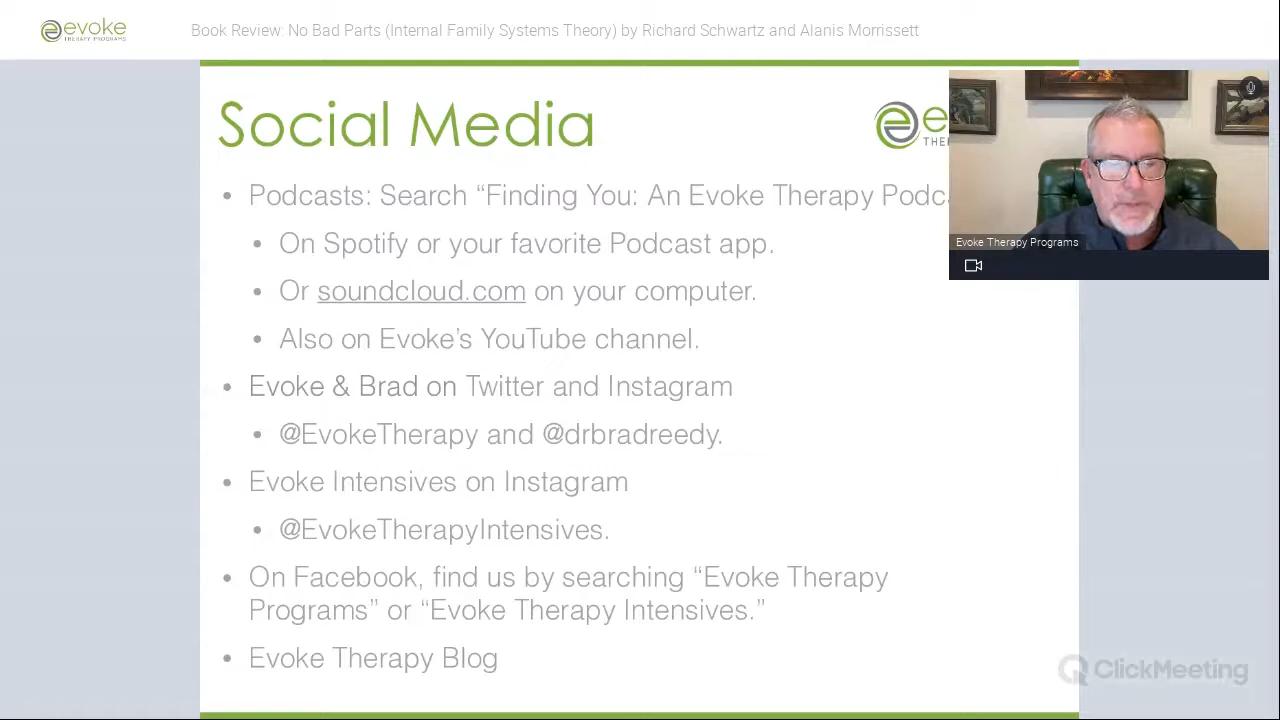 evoke
THERAPY PROGRAMS
Book Review: No Bad Parts (Internal Family Systems Theory) by Richard Schwartz and Alanis Morrissett
Social Media
e
THE
• Podcasts: Search “Finding You: An Evoke Therapy Podc
• On Spotify or your favorite Podcast app.
• Or soundcloud.com on your computer.
• Also on Evoke’s YouTube channel.
• Evoke & Brad on Twitter and Instagram
• @EvokeTherapy and @drbradreedy.
• Evoke Intensives on Instagram
• @EvokeTherapyIntensives.
• On Facebook, find us by searching “Evoke Therapy
Programs” or “Evoke Therapy Intensives.”
• Evoke Therapy Blog
Evoke Therapy Programs
ClickMeeting